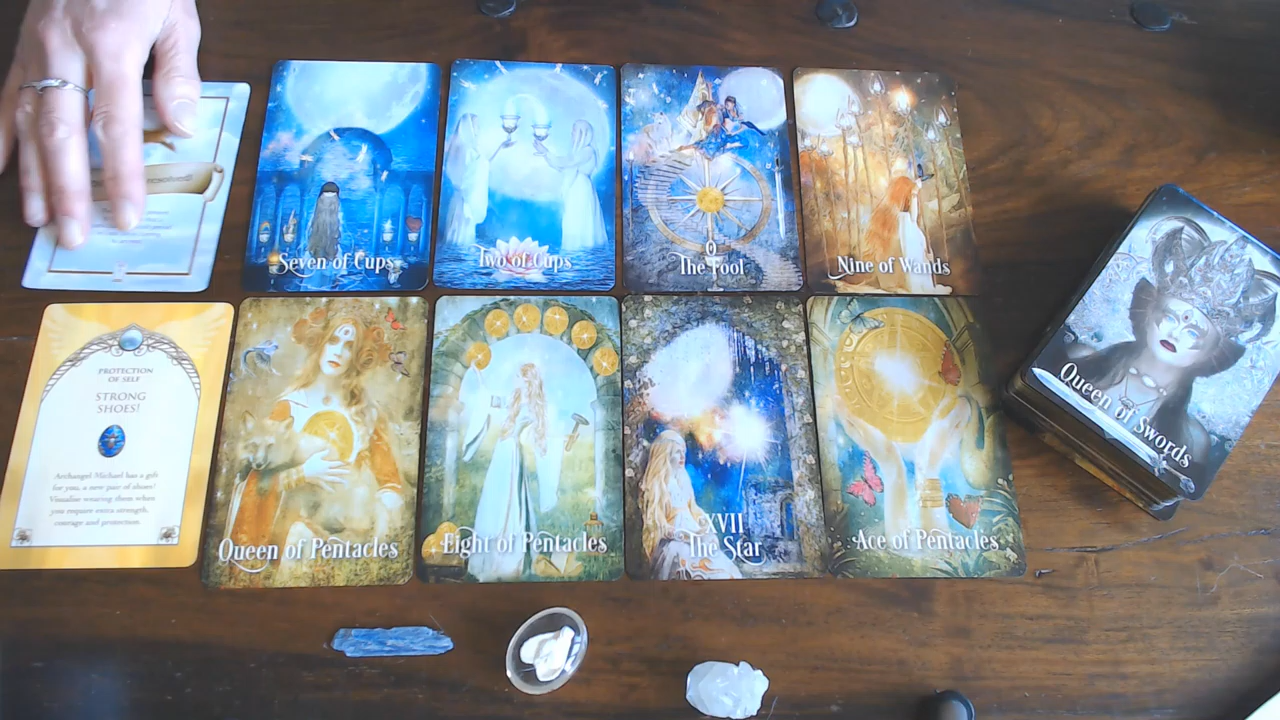 Seven of Cups
Two of Cups
0
The Fool
Nine of Wands
Queen of Swords
PROTECTION
OF SELF
STRONG
SHOES!
Archangel Michael has a gift
for you, a new pair of shoes!
Visualise wearing them when
you require extra strength,
courage and protection.
Queen of Pentacles
Eight of Pentacles
XVII
The Star
Ace of Pentacles